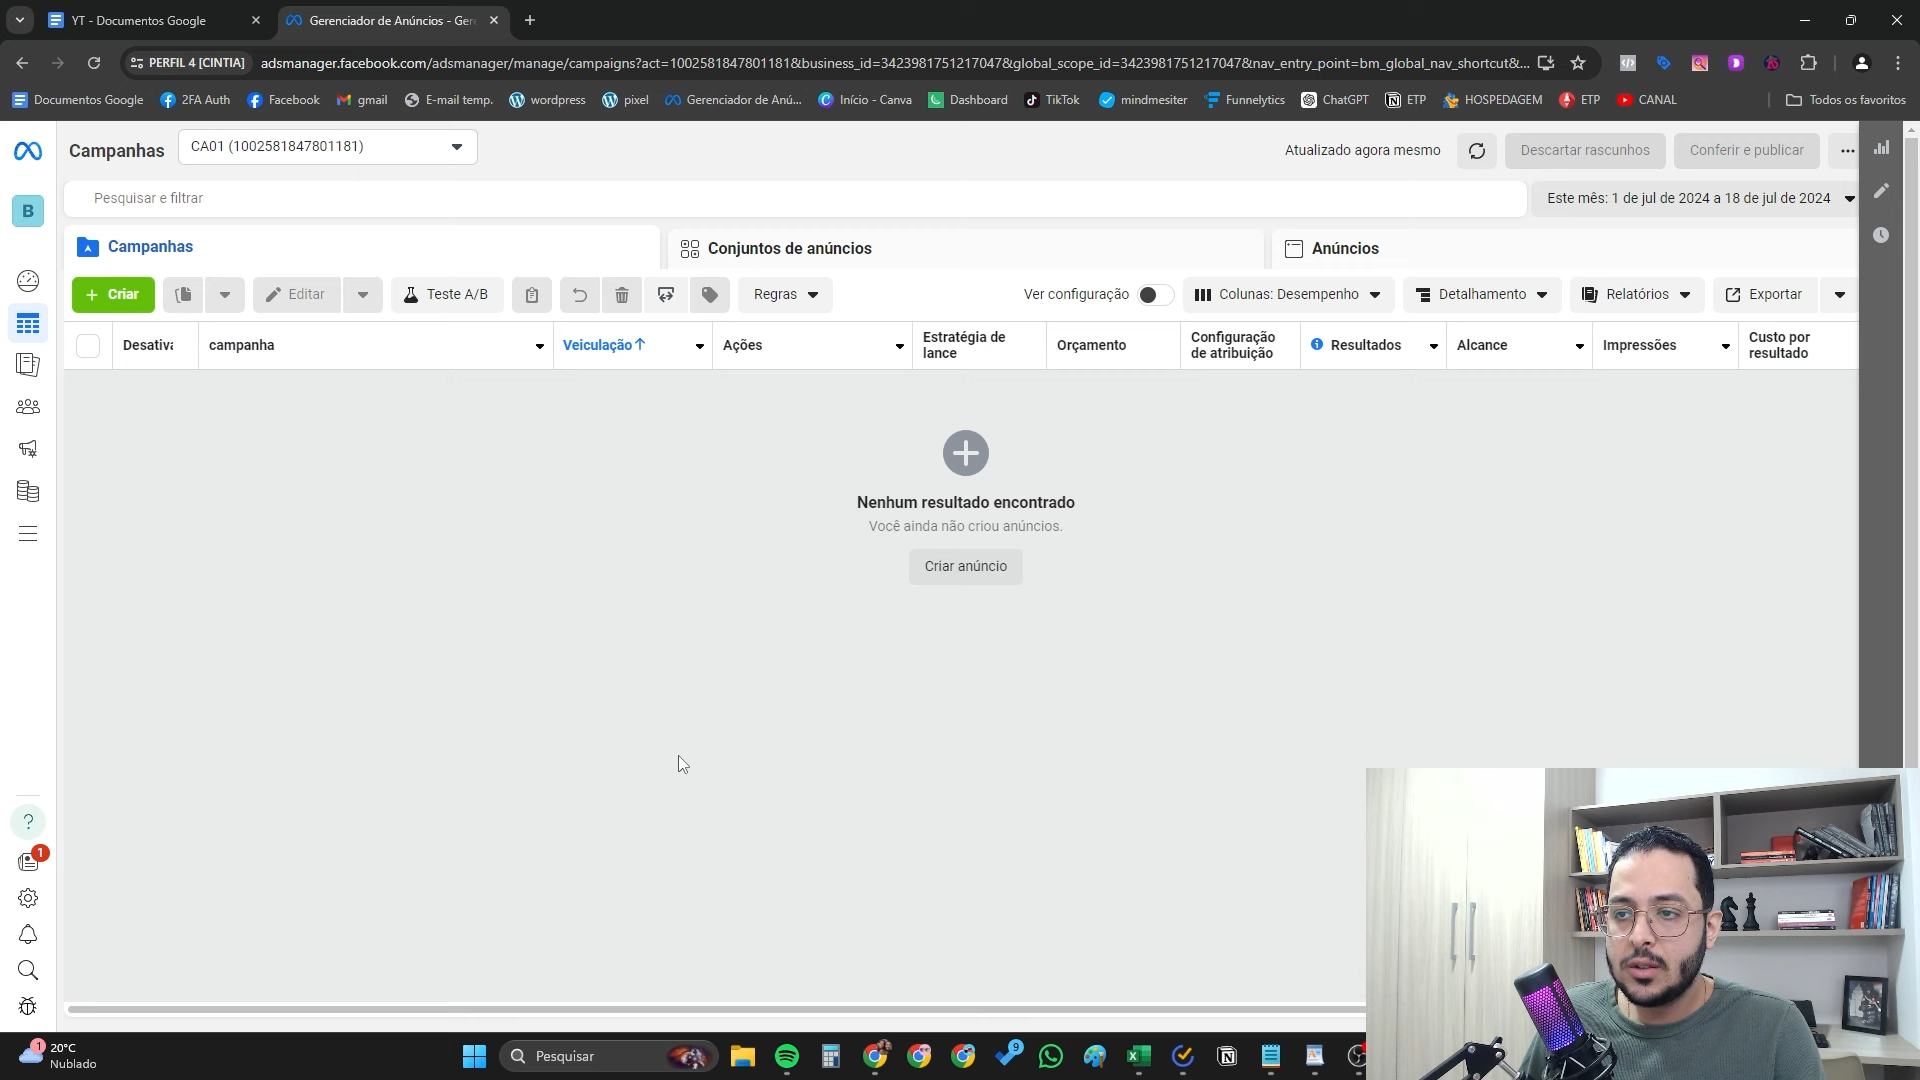 YT - Documentos Google
Gerenciador de Anúncios - Ger
PERFIL 4 [CINTIA]
adsmanager.facebook.com/adsmanager/manage/campaigns?act=1002581847801181&business_id=3423981751217047&global_scope_id=3423981751217047&nav_entry_point=bm_global_nav_shortcut&...
Documentos Google
2FA Auth
Facebook
gmail
E-mail temp.
wordpress
pixel
Gerenciador de Anú...
Início - Canva
Dashboard
TikTok
mindmesiter
Funnelytics
ChatGPT
ETP
HOSPEDAGEM
ETP
CANAL
Todos os favoritos
Campanhas
CA01 (1002581847801181)
Atualizado agora mesmo
Descartar rascunhos
Conferir e publicar
B
Pesquisar e filtrar
Este mês: 1 de jul de 2024 a 18 de jul de 2024
Campanhas
Conjuntos de anúncios
Anúncios
+ Criar
Editar
Teste A/B
Regras
Ver configuração
Colunas: Desempenho
Detalhamento
Relatórios
Exportar
Desativa
campanha
Veiculação↑
Ações
Estratégia de
lance
Orçamento
Configuração
de atribuição
Resultados
Alcance
Impressões
Custo por
resultado
Nenhum resultado encontrado
Você ainda não criou anúncios.
Criar anúncio
?
1
1
20°C
Nublado
Pesquisar
9